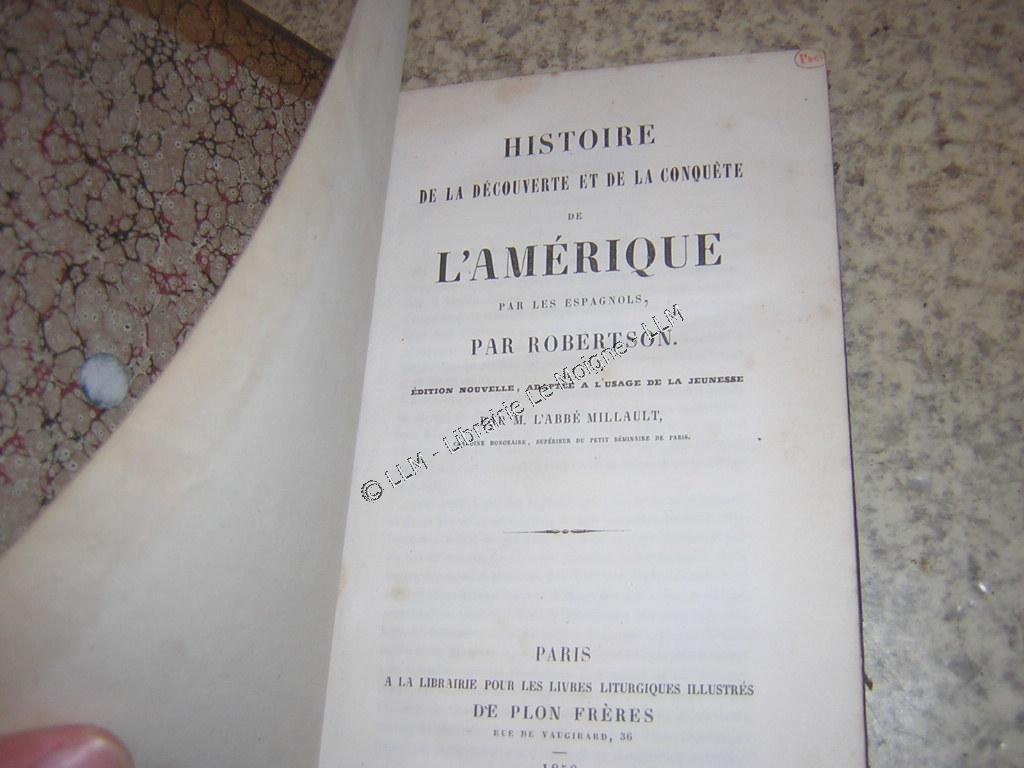 HISTOIRE
DE LA DÉCOUVERTE ET DE LA CONQUÊTE
DE
L'AMÉRIQUE
PAR LES ESPAGNOLS,
PAR ROBERTSON.
ÉDITION NOUVELLE, ADAPTÉE A L'USAGE DE LA JEUNESSE
PAR M. L'ABBÉ MILLAULT,
HONORAIRE, SUPÉRIEUR DU PETIT SÉMINAIRE DE PARIS.
© LLM - Librairie Le Moigne - LLM
PARIS
A LA LIBRAIRIE POUR LES LIVRES LITURGIQUES ILLUSTRÉS
DE PLON FRÈRES
RUE DE VAUGIRARD, 36